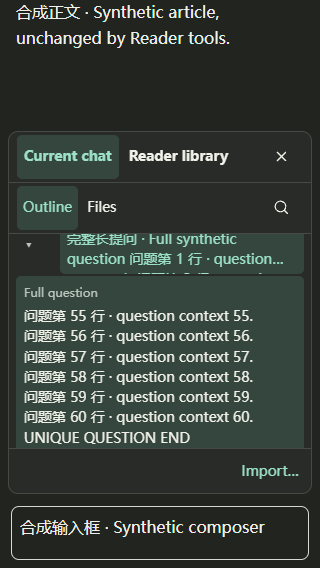 合成正文 · Synthetic article,
unchanged by Reader tools.
Current chat
Reader library
Outline
Files
完整长提问 · Full synthetic
question 问题第 1 行 · question...
Full question
问题第 55 行 · question context 55.
问题第 56 行 · question context 56.
问题第 57 行 · question context 57.
问题第 58 行 · question context 58.
问题第 59 行 · question context 59.
问题第 60 行 · question context 60.
UNIQUE QUESTION END
Import...
合成输入框 · Synthetic composer